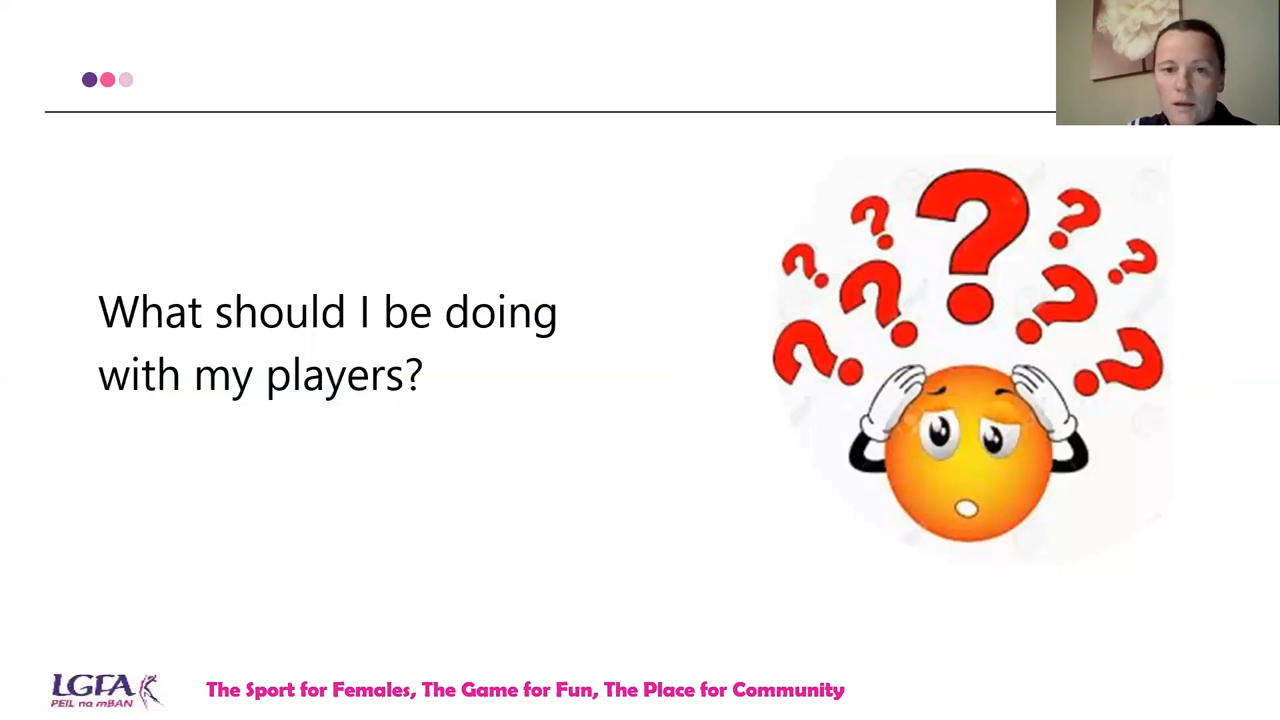 What should I be doing
with my players?
? ? ? ? ? ? ? ? ?
LGFA
PEIL na mBAN
The Sport for Females, The Game for Fun, The Place for Community